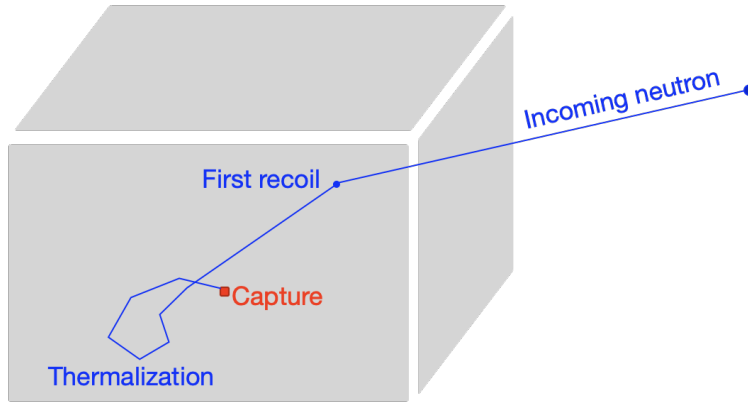 Incoming neutron
First recoil
Capture
Thermalization